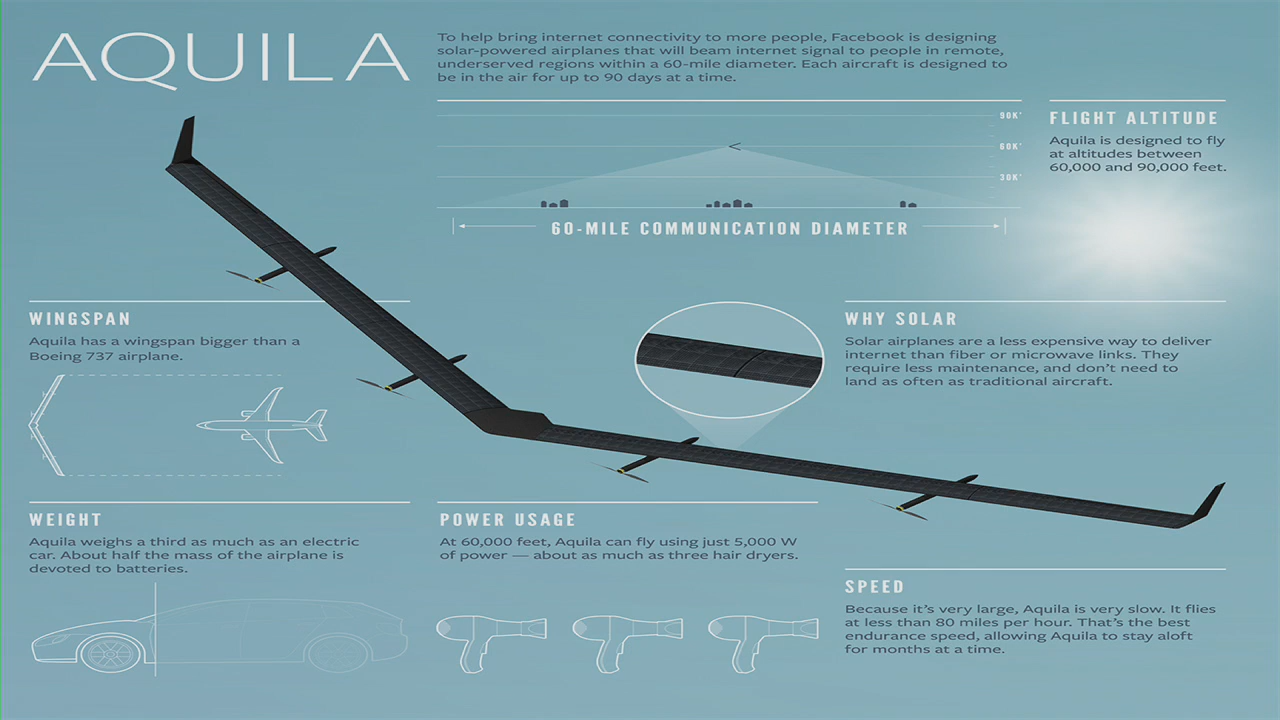 AQUILA
To help bring internet connectivity to more people, Facebook is designing
solar-powered airplanes that will beam internet signal to people in remote,
underserved regions within a 60-mile diameter. Each aircraft is designed to
be in the air for up to 90 days at a time.
90K'
60K'
30K'
60-MILE COMMUNICATION DIAMETER
FLIGHT ALTITUDE
Aquila is designed to fly
at altitudes between
60,000 and 90,000 feet.
WINGSPAN
Aquila has a wingspan bigger than a
Boeing 737 airplane.
WHY SOLAR
Solar airplanes are a less expensive way to deliver
internet than fiber or microwave links. They
require less maintenance, and don't need to
land as often as traditional aircraft.
WEIGHT
Aquila weighs a third as much as an electric
car. About half the mass of the airplane is
devoted to batteries.
POWER USAGE
At 60,000 feet, Aquila can fly using just 5,000 W
of power — about as much as three hair dryers.
SPEED
Because it's very large, Aquila is very slow. It flies
at less than 80 miles per hour. That's the best
endurance speed, allowing Aquila to stay aloft
for months at a time.